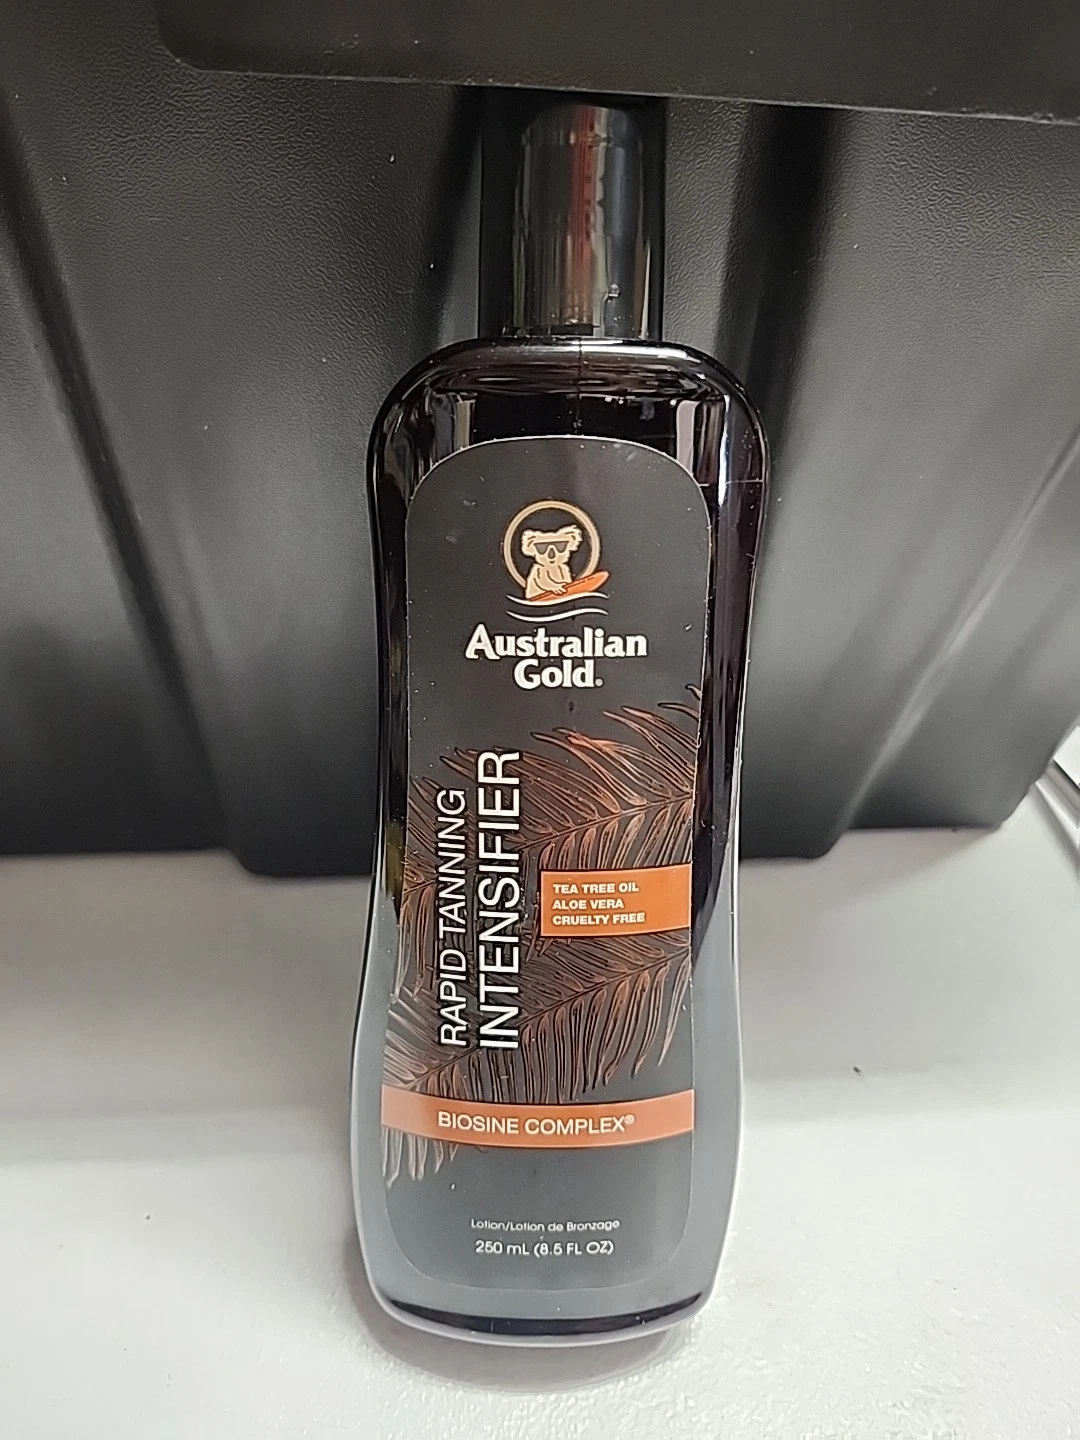 Australian
Gold®
RAPID TANNING
INTENSIFIER
TEA TREE OIL
ALOE VERA
CRUELTY FREE
BIOSINE COMPLEX®
Lotion/Lotion de Bronzage
250 mL (8.5 FL OZ)